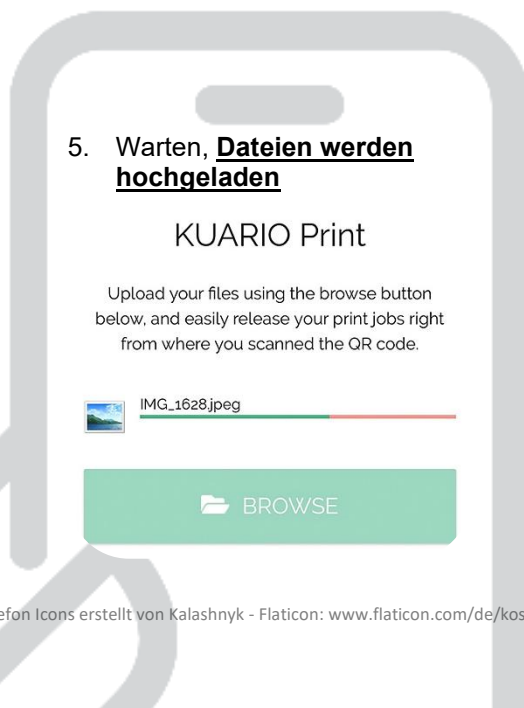 5. Warten, Dateien werden
hochgeladen
KUARIO Print
Upload your files using the browse button
below, and easily release your print jobs right
from where you scanned the QR code.
IMG_1628.jpeg
BROWSE
efon Icons erstellt von Kalashnyk - Flaticon: www.flaticon.com/de/kos